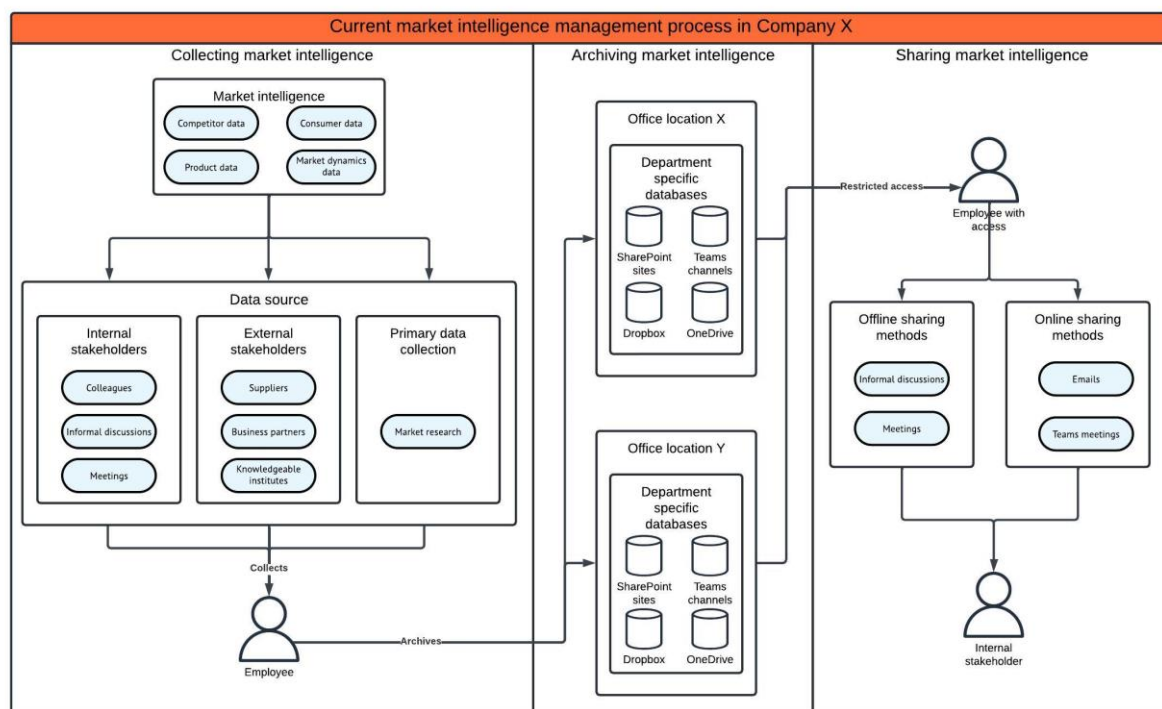 Current market intelligence management process in Company X
Collecting market intelligence
Archiving market intelligence
Sharing market intelligence
Market intelligence
Competitor data
Consumer data
Product data
Market dynamics
data
Data source
Internal
stakeholders
Colleagues
Informal discussions
Meetings
External
stakeholders
Suppliers
Business partners
Knowledgeable
institutes
Primary data
collection
Market research
Collects
Employee
Archives
Office location X
Department
specific
databases
SharePoint
sites
Teams
channels
Dropbox
OneDrive
Office location Y
Department
specific
databases
SharePoint
sites
Teams
channels
Dropbox
OneDrive
Restricted access
Employee with
access
Offline sharing
methods
Informal discussions
Meetings
Online sharing
methods
Emails
Teams meetings
Internal
stakeholder